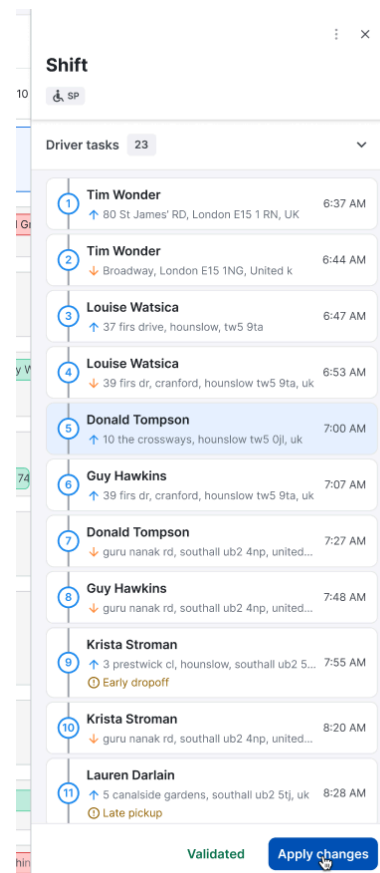 Shift
10
SP
Driver tasks 23
1 Tim Wonder 6:37 AM
80 St James' RD, London E15 1 RN, UK
2 Tim Wonder 6:44 AM
Broadway, London E15 1NG, United k
3 Louise Watsica 6:47 AM
37 firs drive, hounslow, tw5 9ta
4 Louise Watsica 6:53 AM
39 firs dr, cranford, hounslow tw5 9ta, uk
5 Donald Tompson 7:00 AM
10 the crossways, hounslow tw5 0jl, uk
6 Guy Hawkins 7:07 AM
39 firs dr, cranford, hounslow tw5 9ta, uk
74
7 Donald Tompson 7:27 AM
guru nanak rd, southall ub2 4np, united...
8 Guy Hawkins 7:48 AM
guru nanak rd, southall ub2 4np, united...
9 Krista Stroman 7:55 AM
3 prestwick cl, hounslow, southall ub2 5...
Early dropoff
10 Krista Stroman 8:20 AM
guru nanak rd, southall ub2 4np, united...
11 Lauren Darlain 8:28 AM
5 canalside gardens, southall ub2 5tj, uk
Late pickup
Validated Apply changes
hin